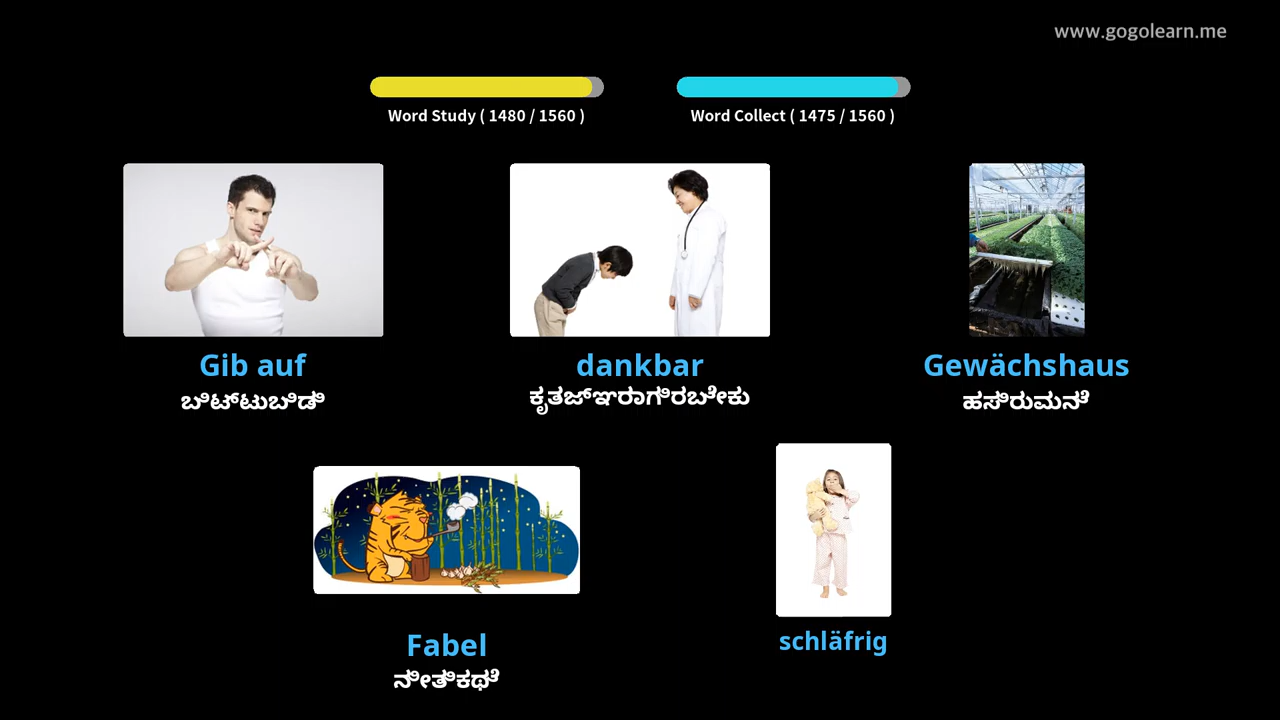 www.gogolearn.me
Word Study ( 1480 / 1560 )
Word Collect ( 1475 / 1560 )
Gib auf
ಬಿಟ್ಟುಬಿಡಿ
dankbar
ಕೃತಜ್ಞರಾಗಿರಬೇಕು
Gewächshaus
ಹಸಿರುಮನೆ
Fabel
ನೀತಿಕಥೆ
schläfrig